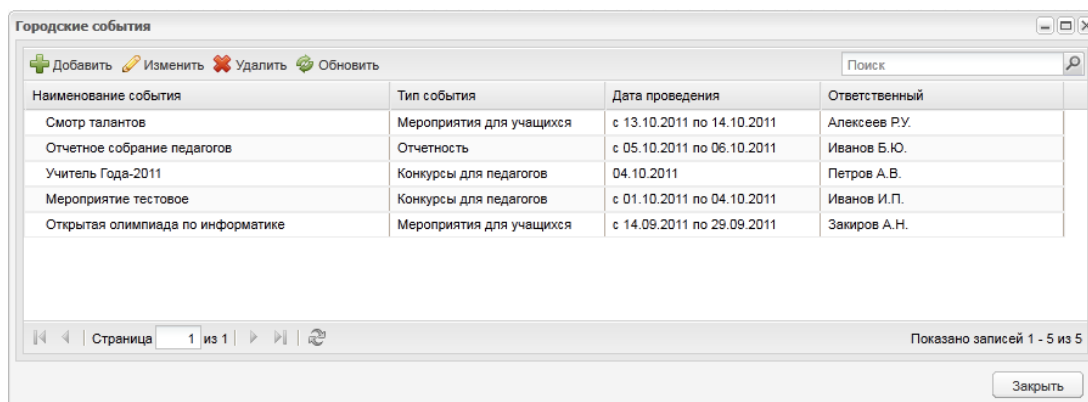 Городские события
Добавить Изменить Удалить Обновить Поиск
Наименование события Тип события Дата проведения Ответственный
Смотр талантов Мероприятия для учащихся с 13.10.2011 по 14.10.2011 Алексеев Р.У.
Отчетное собрание педагогов Отчетность с 05.10.2011 по 06.10.2011 Иванов Б.Ю.
Учитель Года-2011 Конкурсы для педагогов 04.10.2011 Петров А.В.
Мероприятие тестовое Конкурсы для педагогов с 01.10.2011 по 04.10.2011 Иванов И.П.
Открытая олимпиада по информатике Мероприятия для учащихся с 14.09.2011 по 29.09.2011 Закиров А.Н.
Страница 1 из 1 Показано записей 1 - 5 из 5
Закрыть